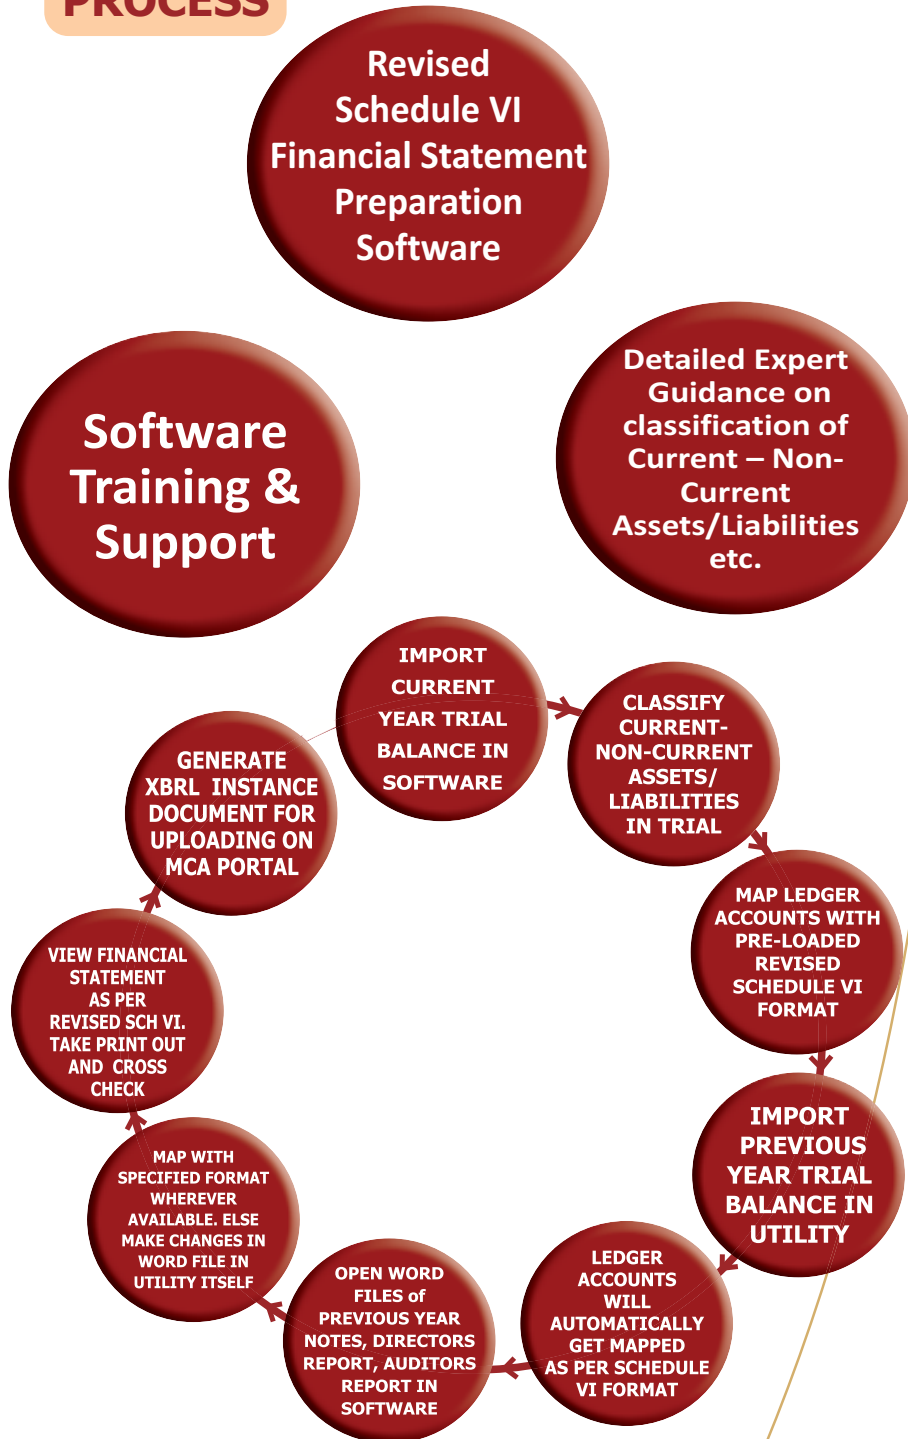 PROCESS
Revised
Schedule VI
Financial Statement
Preparation
Software
Software
Training &
Support
Detailed Expert
Guidance on
classification of
Current – Non-
Current
Assets/Liabilities
etc.
IMPORT
CURRENT
YEAR TRIAL
BALANCE IN
SOFTWARE
CLASSIFY
CURRENT-
NON-CURRENT
ASSETS/
LIABILITIES
IN TRIAL
MAP LEDGER
ACCOUNTS WITH
PRE-LOADED
REVISED
SCHEDULE VI
FORMAT
IMPORT
PREVIOUS
YEAR TRIAL
BALANCE IN
UTILITY
LEDGER
ACCOUNTS
WILL
AUTOMATICALLY
GET MAPPED
AS PER SCHEDULE
VI FORMAT
OPEN WORD
FILES of
PREVIOUS YEAR
NOTES, DIRECTORS
REPORT, AUDITORS
REPORT IN
SOFTWARE
MAP WITH
SPECIFIED FORMAT
WHEREVER
AVAILABLE. ELSE
MAKE CHANGES IN
WORD FILE IN
UTILITY ITSELF
VIEW FINANCIAL
STATEMENT
AS PER
REVISED SCH VI.
TAKE PRINT OUT
AND CROSS
CHECK
GENERATE
XBRL INSTANCE
DOCUMENT FOR
UPLOADING ON
MCA PORTAL